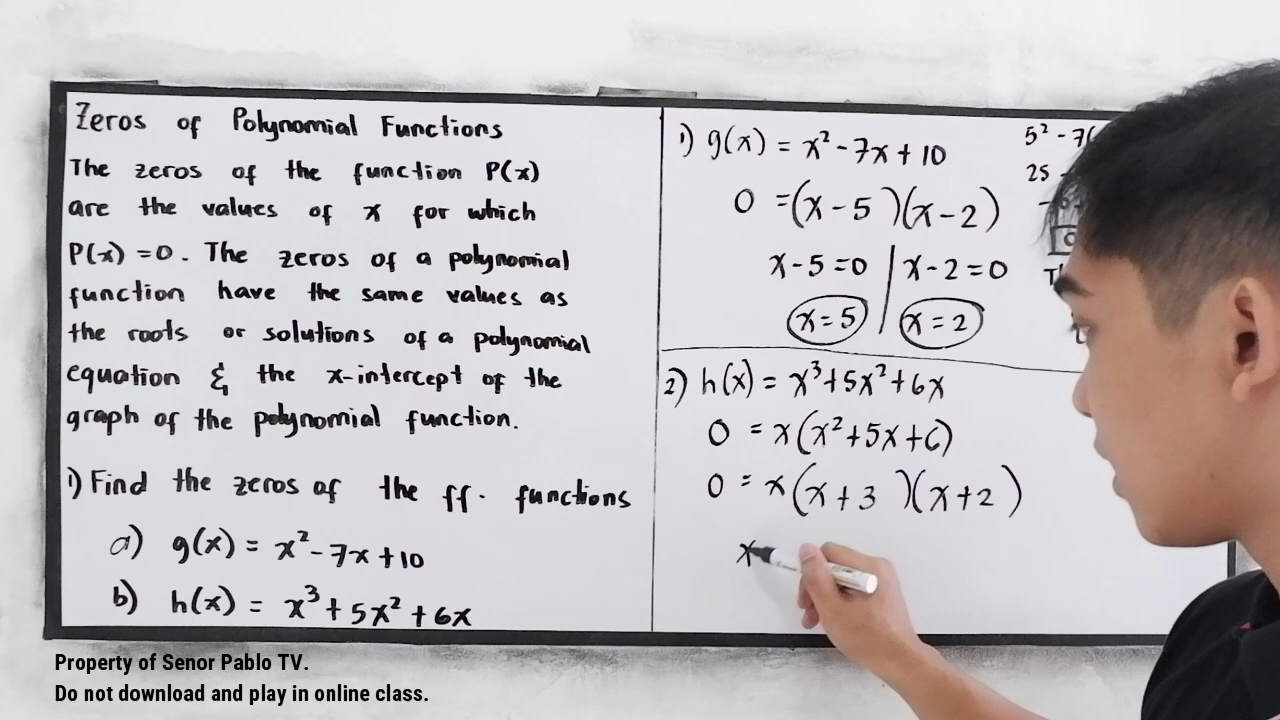 Zeros of Polynomial Functions
The zeros of the function P(x)
are the values of x for which
P(x) = 0. The zeros of a polynomial
function have the same values as
the roots or solutions of a polynomial
equation & the x-intercept of the
graph of the polynomial function.
1) Find the zeros of the ff. functions
a) g(x) = x² - 7x + 10
b) h(x) = x³ + 5x² + 6x
1) g(x) = x² - 7x + 10
0 = (x - 5)(x - 2)
x - 5 = 0 | x - 2 = 0
x = 5 x = 2
5² - 7(
25 -
2) h(x) = x³ + 5x² + 6x
0 = x(x² + 5x + 6)
0 = x(x + 3)(x + 2)
x
Property of Senor Pablo TV.
Do not download and play in online class.